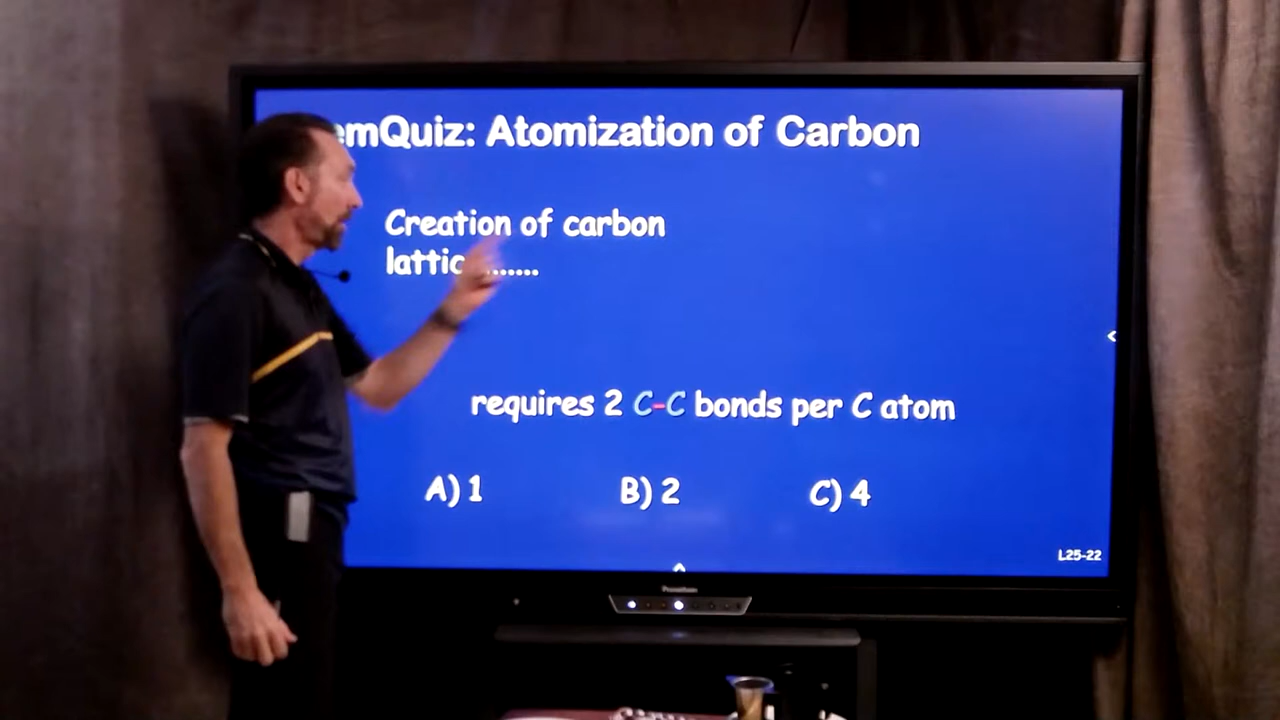 emQuiz: Atomization of Carbon
Creation of carbon
lattic.......
requires 2 C-C bonds per C atom
A) 1 B) 2 C) 4
L25-22